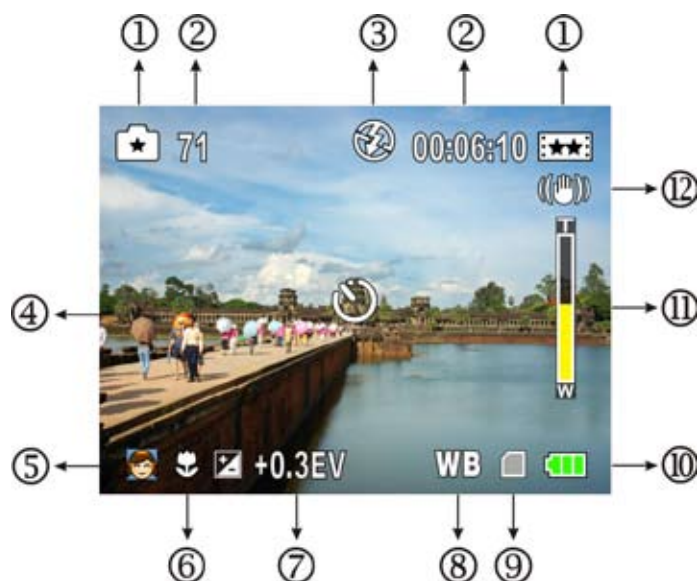 ① ② ③ ② ①
71 00:06:10
⑫
T
④ ⑪
W
⑤ +0.3EV WB ⑩
⑥ ⑦ ⑧ ⑨